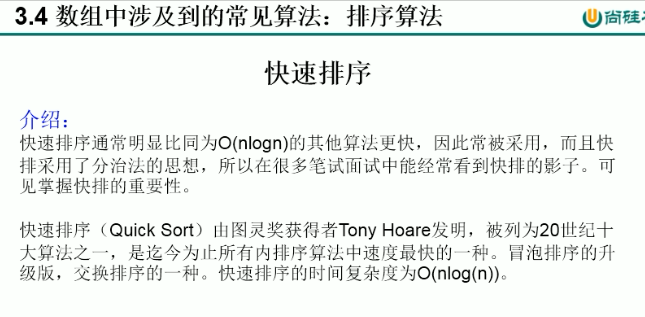 3.4 数组中涉及到的常见算法：排序算法
尚硅
快速排序
介绍：
快速排序通常明显比同为O(nlogn)的其他算法更快，因此常被采用，而且快
排采用了分治法的思想，所以在很多笔试面试中能经常看到快排的影子。可
见掌握快排的重要性。
快速排序（Quick Sort）由图灵奖获得者Tony Hoare发明，被列为20世纪十
大算法之一，是迄今为止所有内排序算法中速度最快的一种。冒泡排序的升
级版，交换排序的一种。快速排序的时间复杂度为O(nlog(n))。